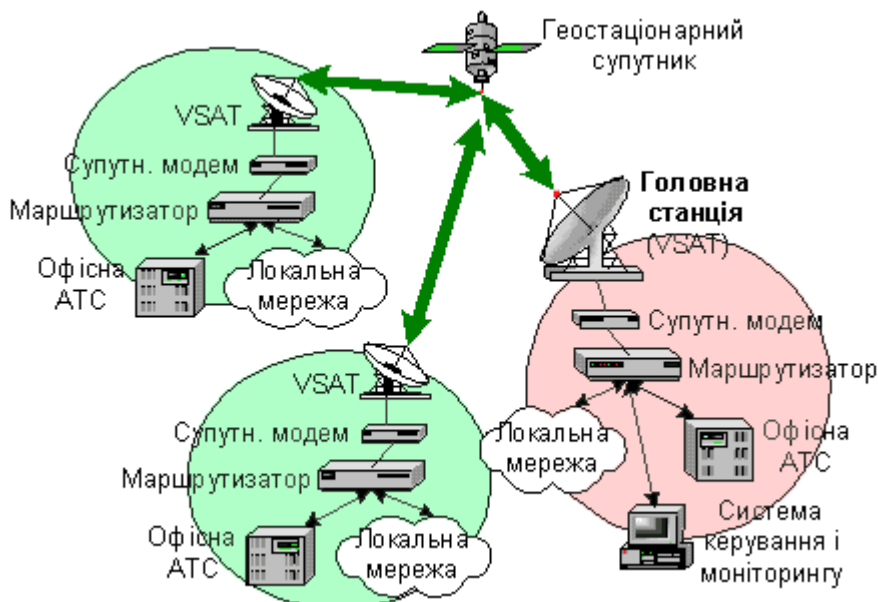 Геостаціонарний
супутник
VSAT
Супутн. модем
Маршрутизатор
Офісна
АТС
Локальна
мережа
Головна
станція
(VSAT)
Супутн. модем
Маршрутизатор
Локальна
мережа
Офісна
АТС
Система
керування і
моніторингу
VSAT
Супутн. модем
Маршрутизатор
Офісна
АТС
Локальна
мережа